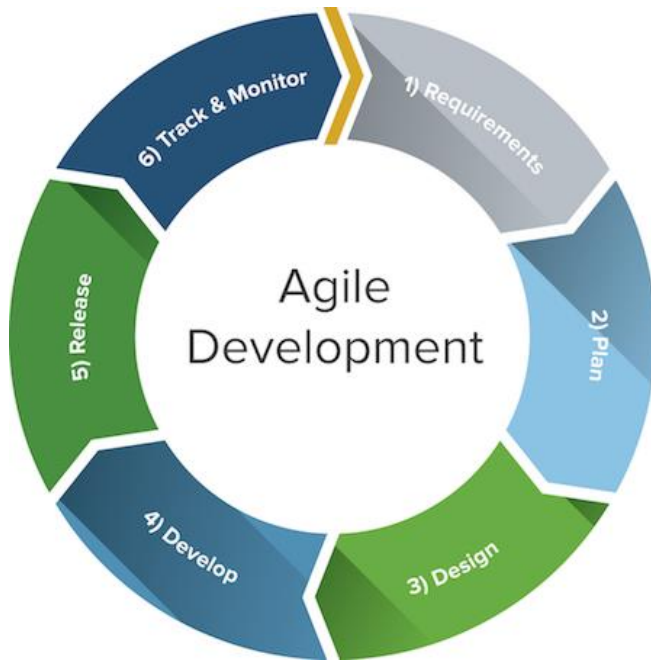 Agile
Development
1) Requirements
2) Plan
3) Design
4) Develop
5) Release
6) Track & Monitor